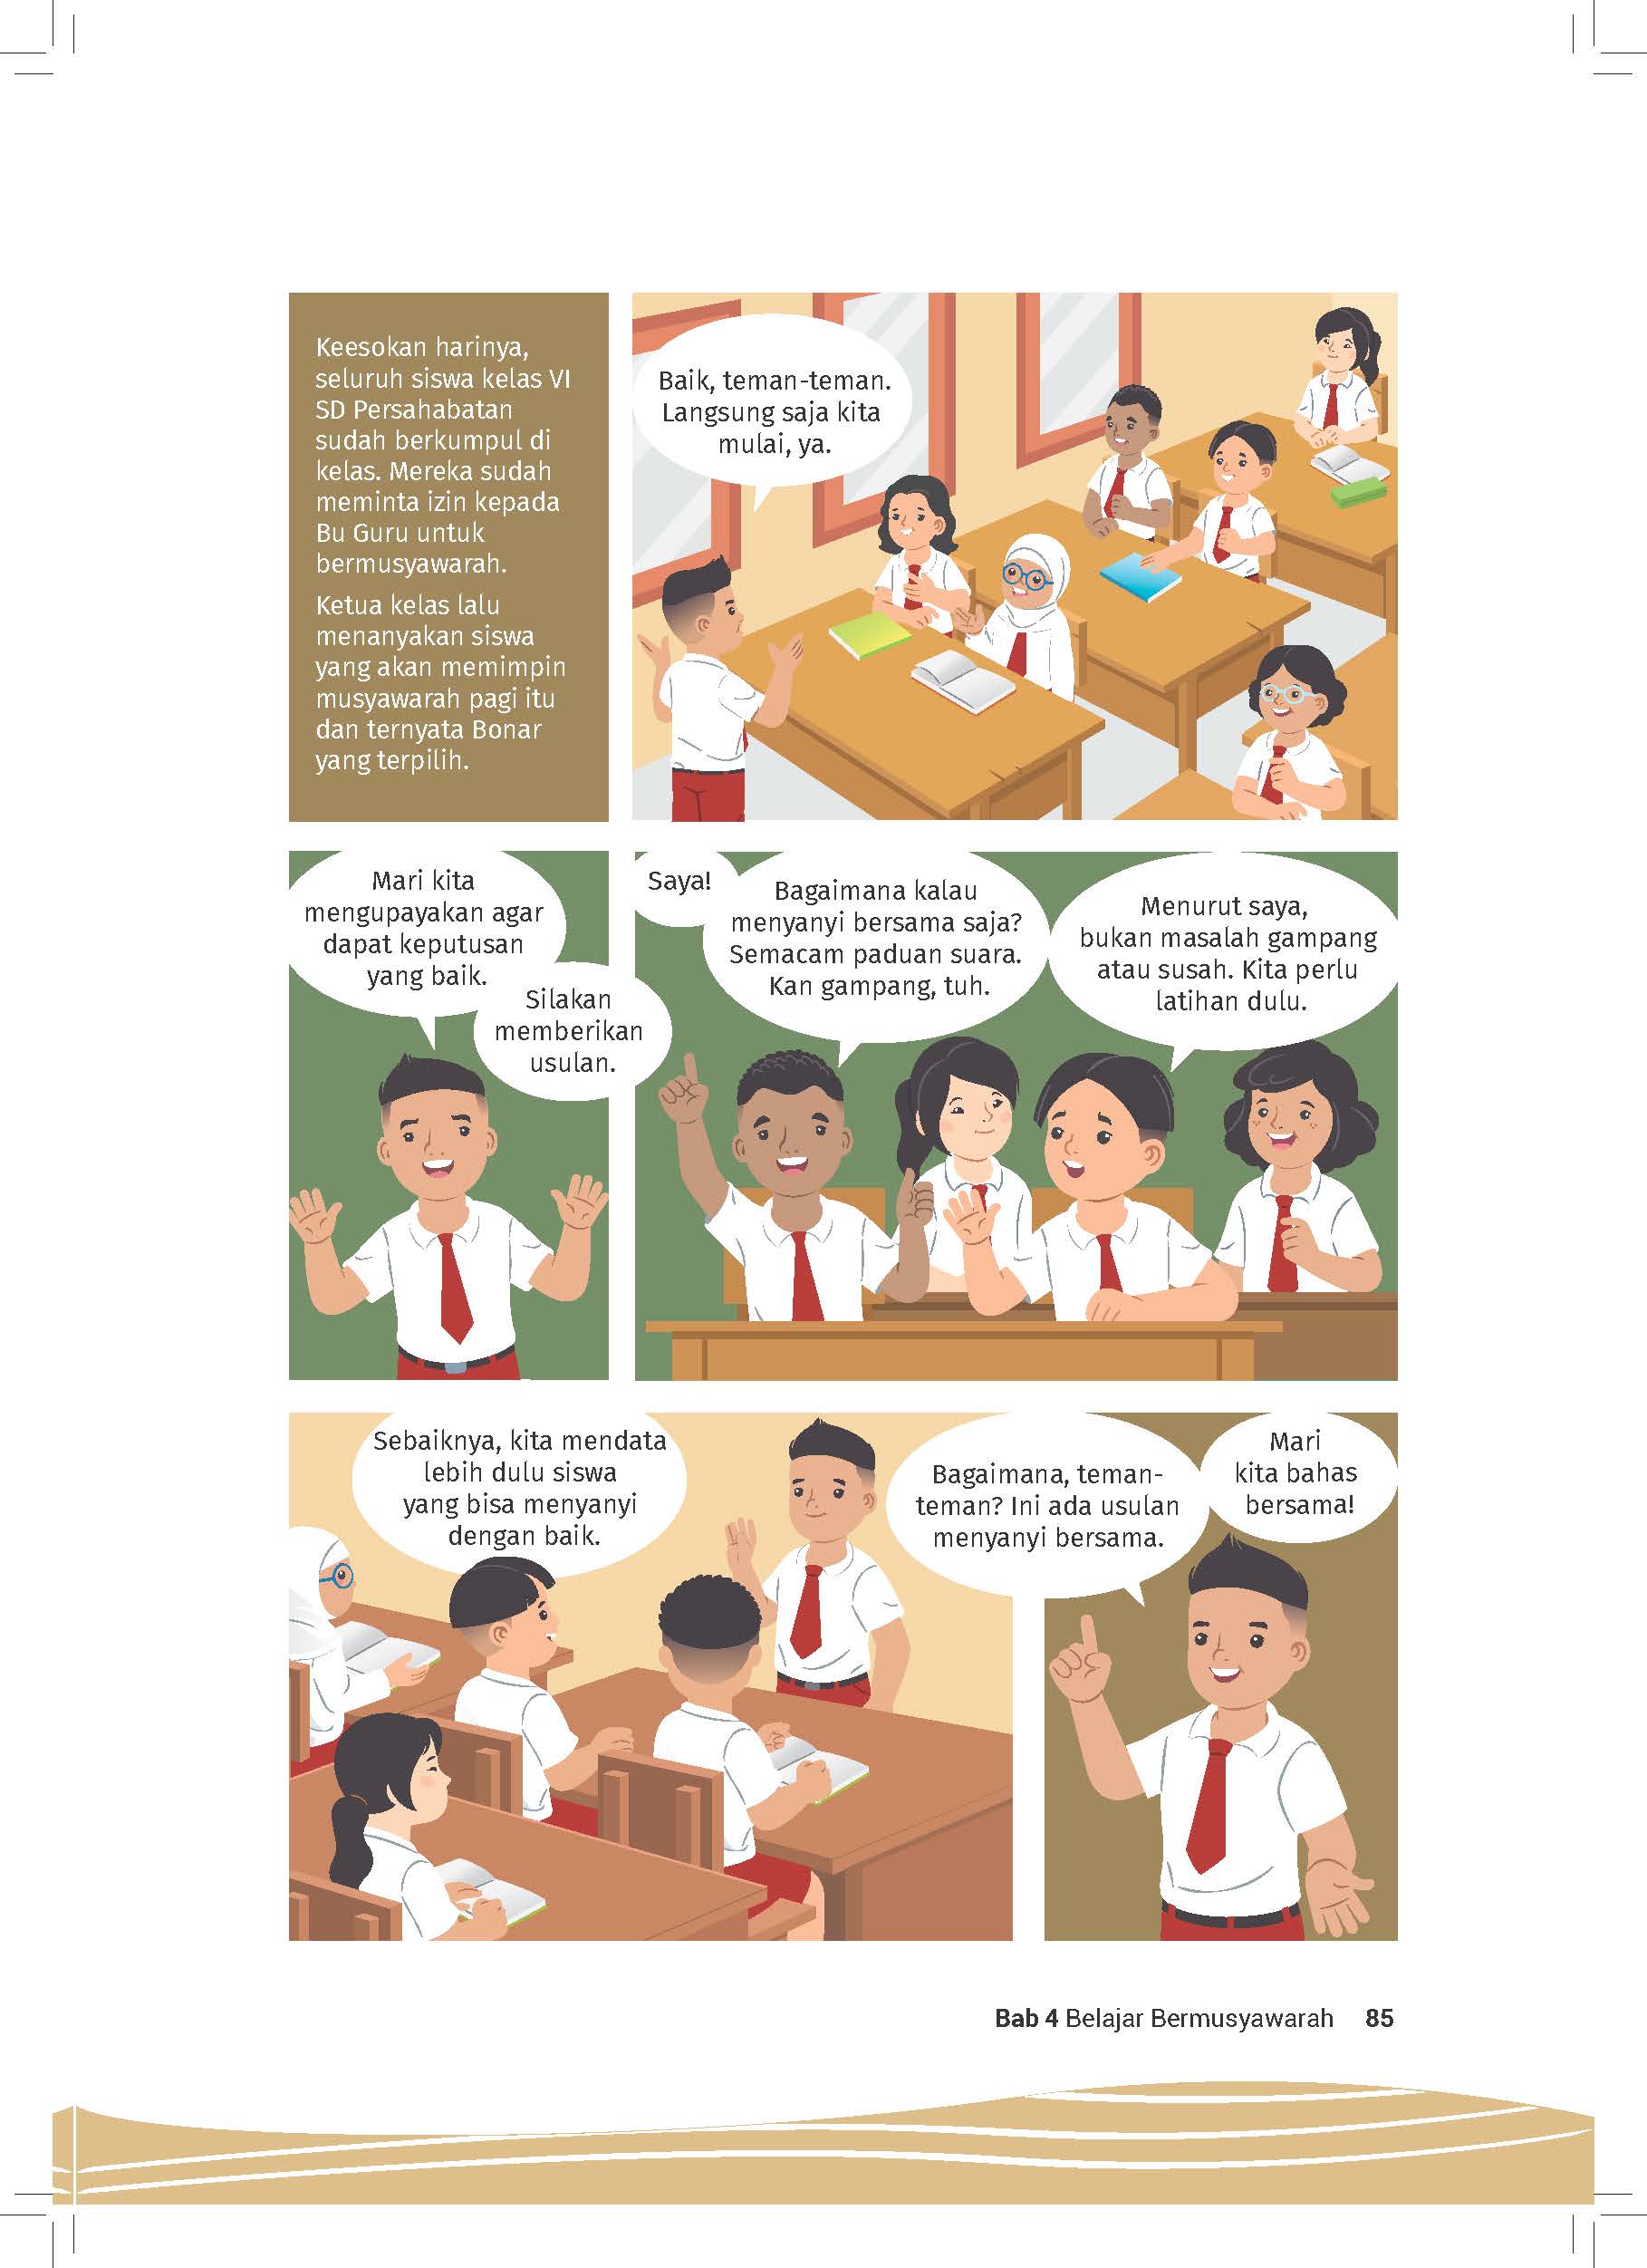 Keesokan harinya,
seluruh siswa kelas VI
SD Persahabatan
sudah berkumpul di
kelas. Mereka sudah
meminta izin kepada
Bu Guru untuk
bermusyawarah.
Ketua kelas lalu
menanyakan siswa
yang akan memimpin
musyawarah pagi itu
dan ternyata Bonar
yang terpilih.
Baik, teman-teman.
Langsung saja kita
mulai, ya.
Mari kita
mengupayakan agar
dapat keputusan
yang baik.
Silakan
memberikan
usulan.
Saya!
Bagaimana kalau
menyanyi bersama saja?
Semacam paduan suara.
Kan gampang, tuh.
Menurut saya,
bukan masalah gampang
atau susah. Kita perlu
latihan dulu.
Sebaiknya, kita mendata
lebih dulu siswa
yang bisa menyanyi
dengan baik.
Bagaimana, teman-
teman? Ini ada usulan
menyanyi bersama.
Mari
kita bahas
bersama!
Bab 4 Belajar Bermusyawarah 85